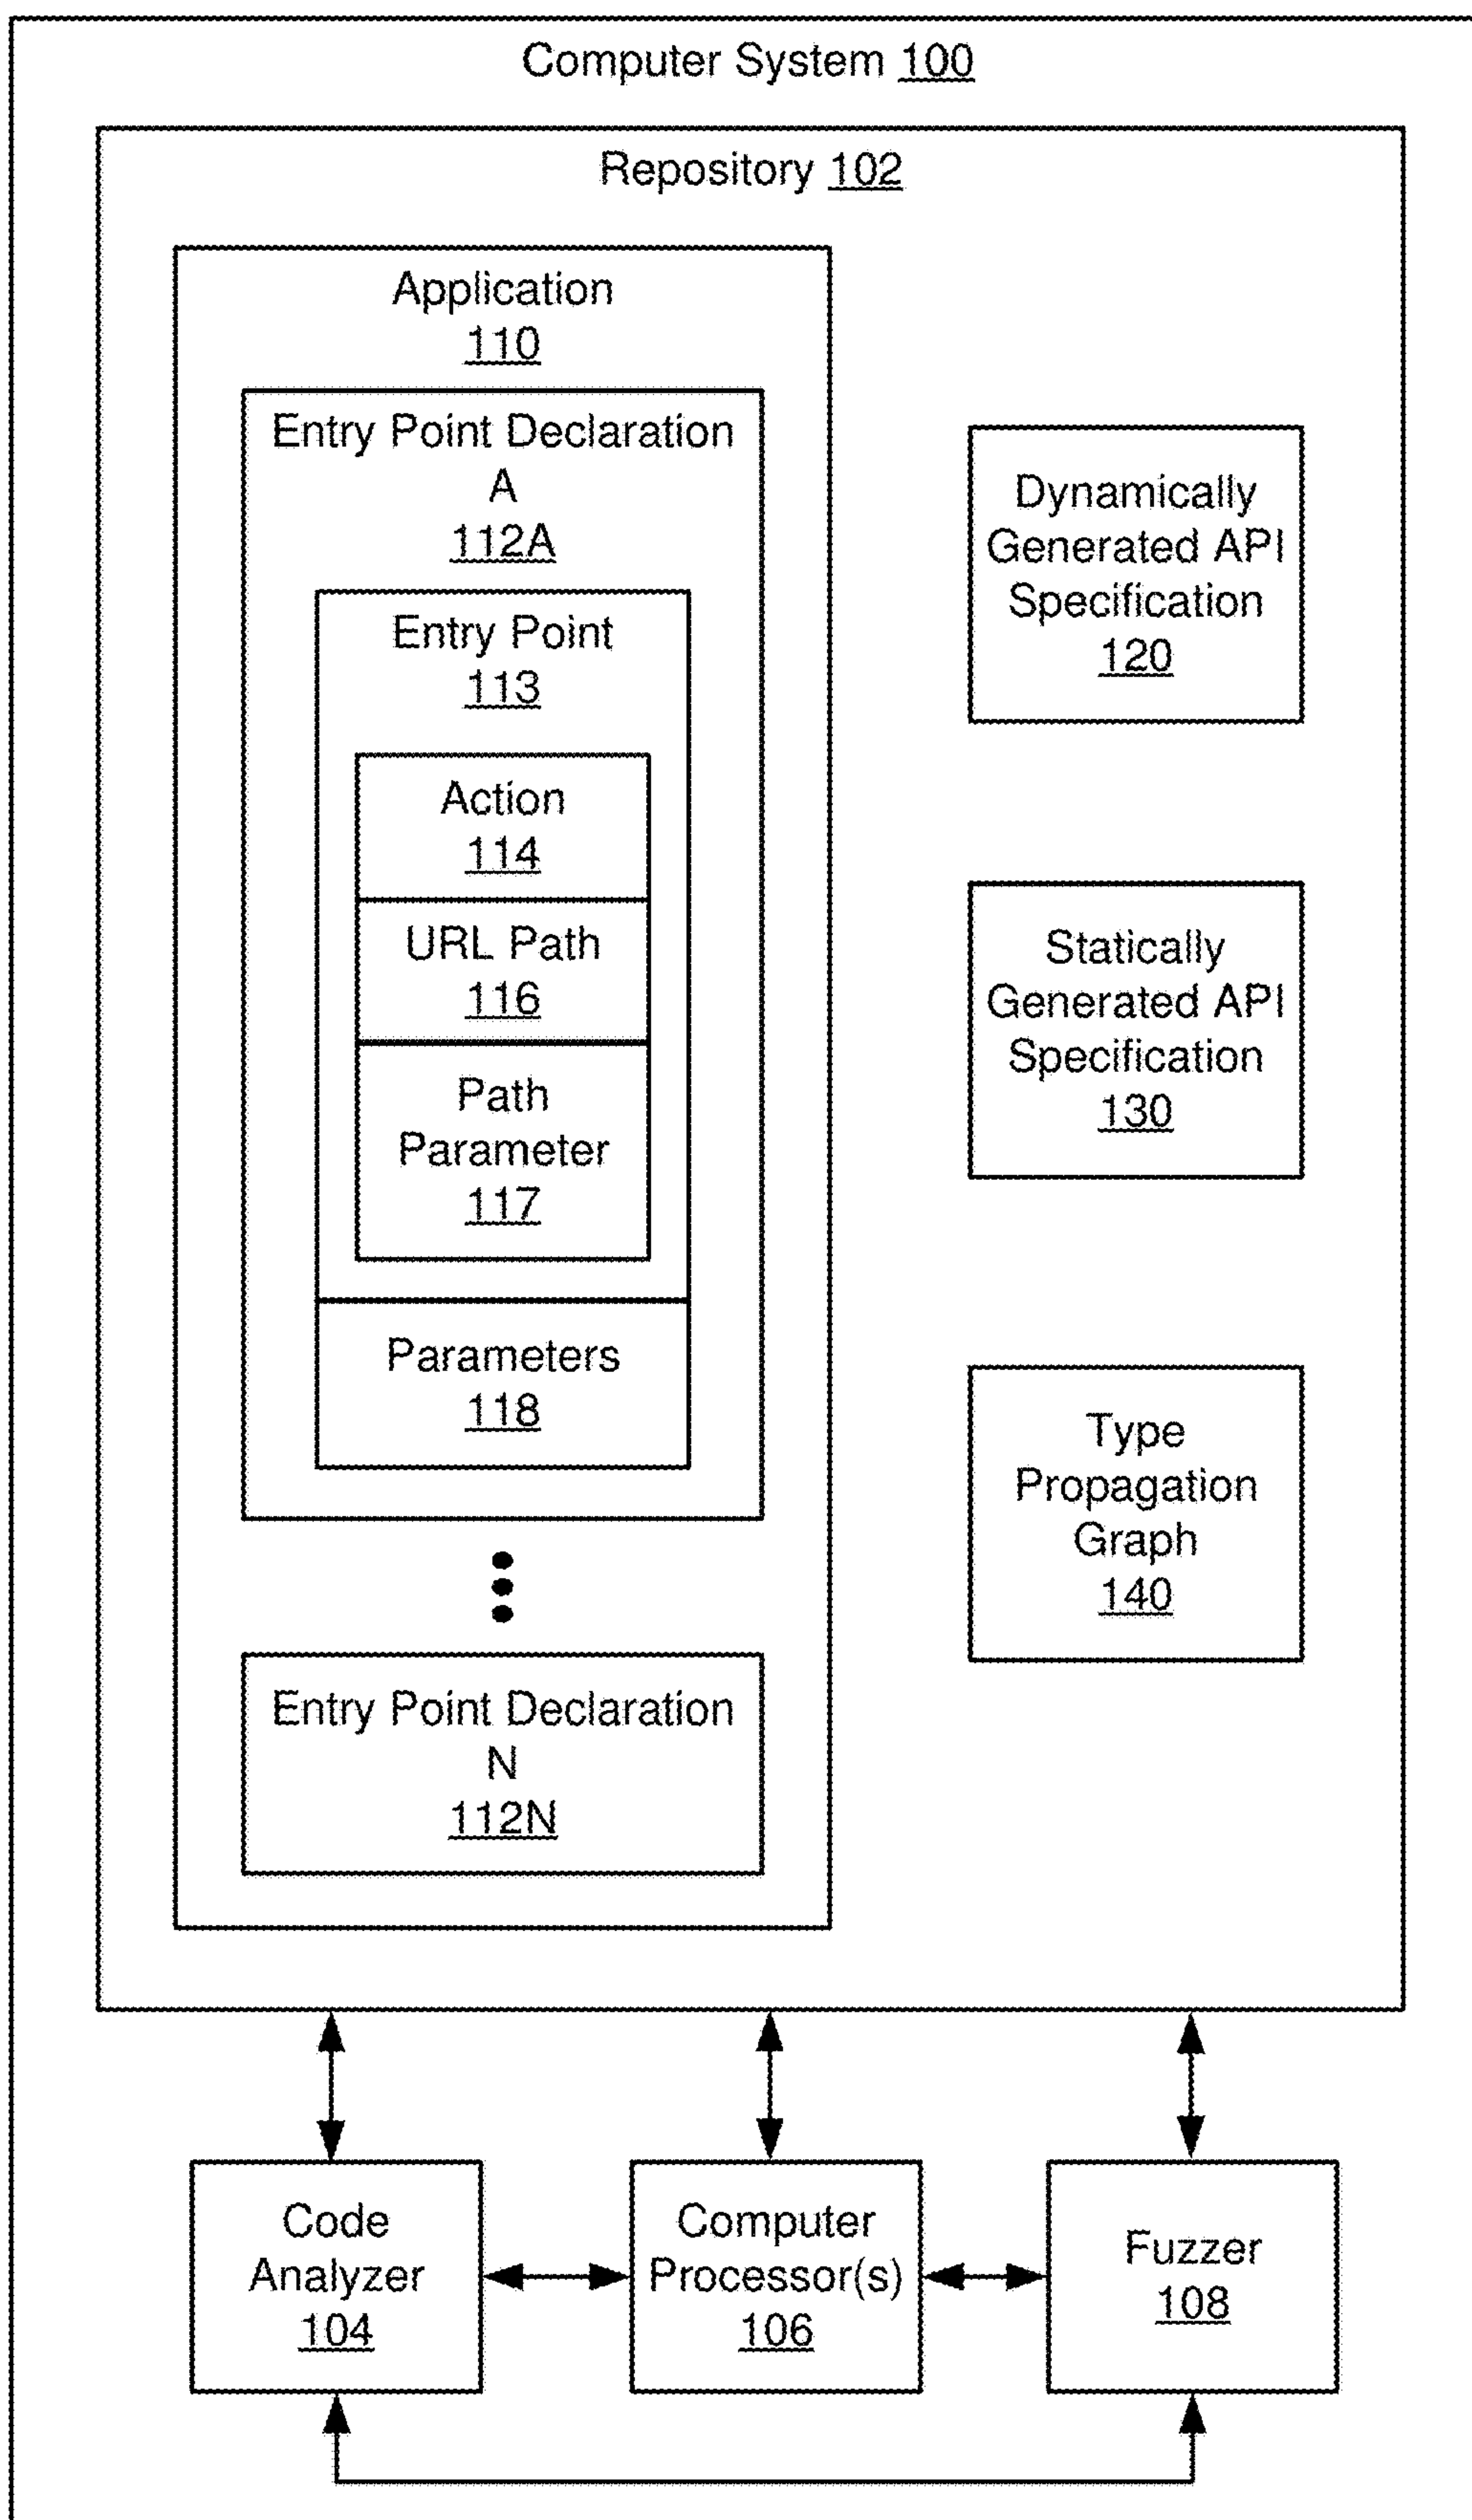 Computer System 100
Repository 102
Application
110
Entry Point Declaration
A
112A
Entry Point
113
Action
114
URL Path
116
Path
Parameter
117
Parameters
118
Entry Point Declaration
N
112N
Dynamically
Generated API
Specification
120
Statically
Generated API
Specification
130
Type
Propagation
Graph
140
Code
Analyzer
104
Computer
Processor(s)
106
Fuzzer
108